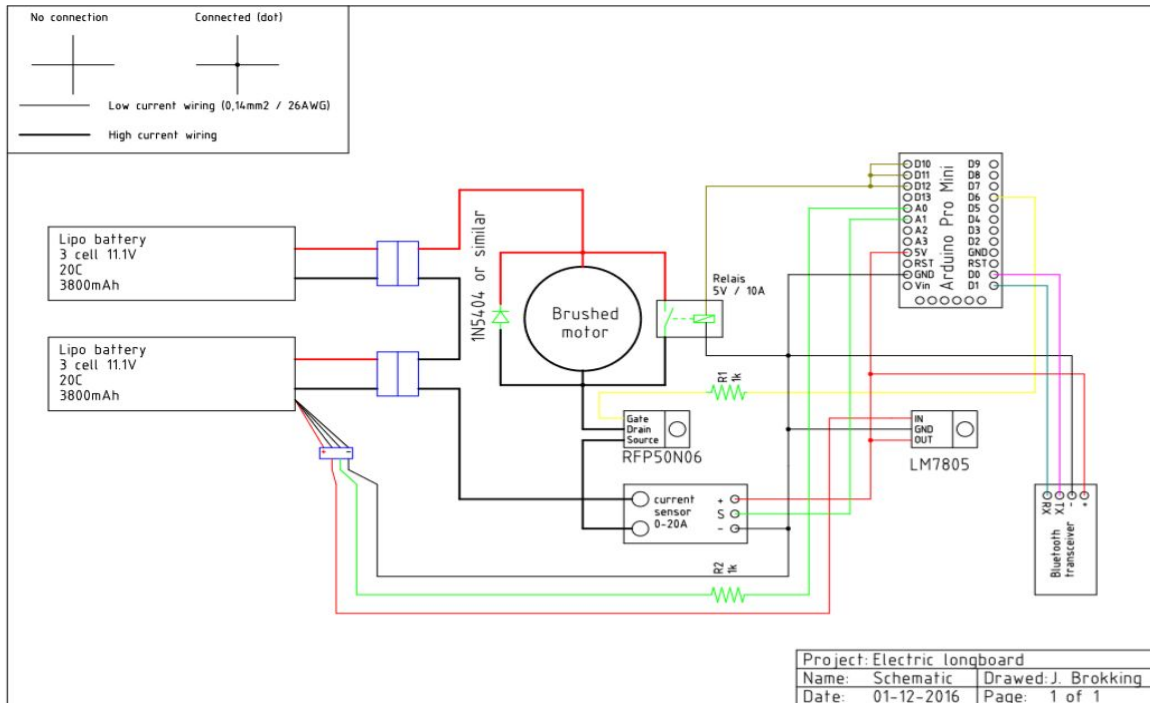 No connection
Connected (dot)
Low current wiring (0,14mm2 / 26AWG)
High current wiring
Lipo battery
3 cell 11.1V
20C
3800mAh
Lipo battery
3 cell 11.1V
20C
3800mAh
+
-
1N5404 or similar
Brushed
motor
Relais
5V / 10A
R1
1k
Gate
Drain
Source
RFP50N06
current
sensor
0-20A
+
S
-
R2
1k
Arduino Pro Mini
D10
D11
D12
D13
A0
A1
A2
A3
5V
RST
GND
Vin
D9
D8
D7
D6
D5
D4
D3
D2
GND
RST
D0
D1
IN
GND
OUT
LM7805
RX
TX
-
+
Bluetooth
transceiver
Project: Electric longboard
Name: Schematic Drawed: J. Brokking
Date: 01-12-2016 Page: 1 of 1